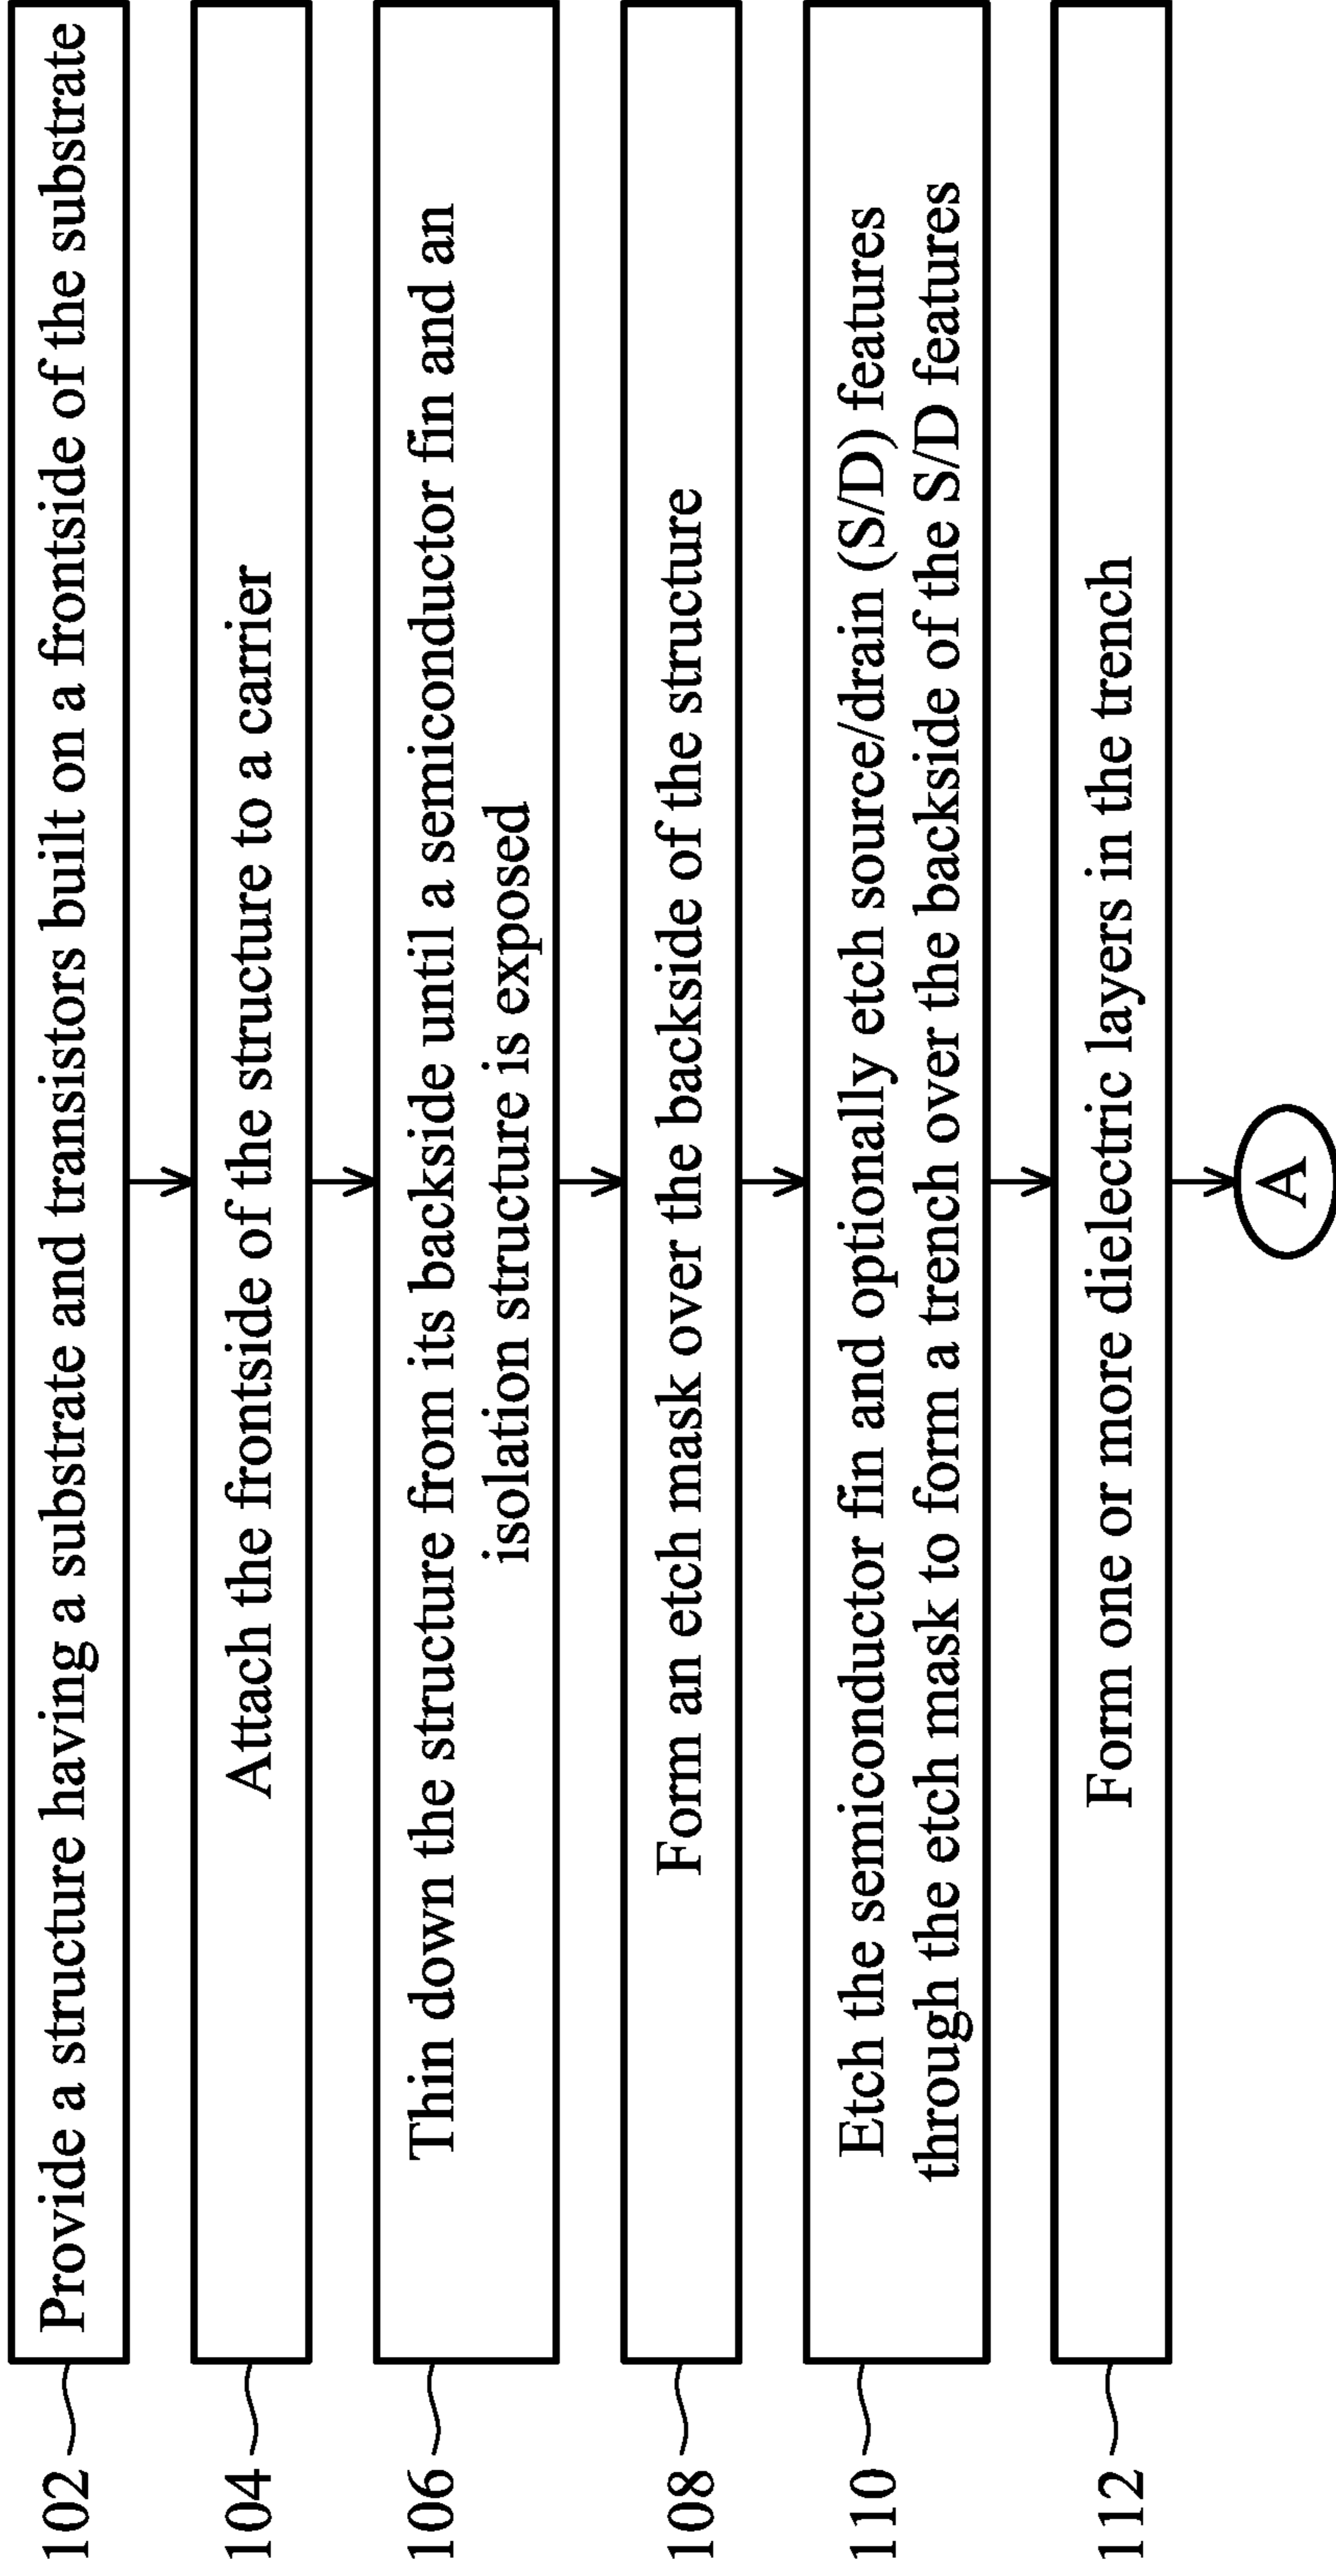 102
Provide a structure having a substrate and transistors built on a frontside of the substrate
104
Attach the frontside of the structure to a carrier
106
Thin down the structure from its backside until a semiconductor fin and an
isolation structure is exposed
108
Form an etch mask over the backside of the structure
110
Etch the semiconductor fin and optionally etch source/drain (S/D) features
through the etch mask to form a trench over the backside of the S/D features
112
Form one or more dielectric layers in the trench
A